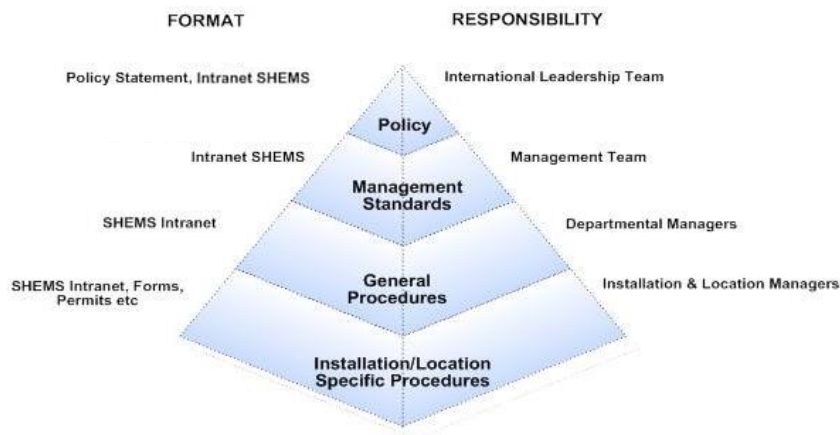 FORMAT
RESPONSIBILITY
Policy Statement, Intranet SHEMS
International Leadership Team
Policy
Intranet SHEMS
Management Team
Management
Standards
SHEMS Intranet
Departmental Managers
General
Procedures
SHEMS Intranet, Forms,
Permits etc
Installation & Location Managers
Installation/Location
Specific Procedures